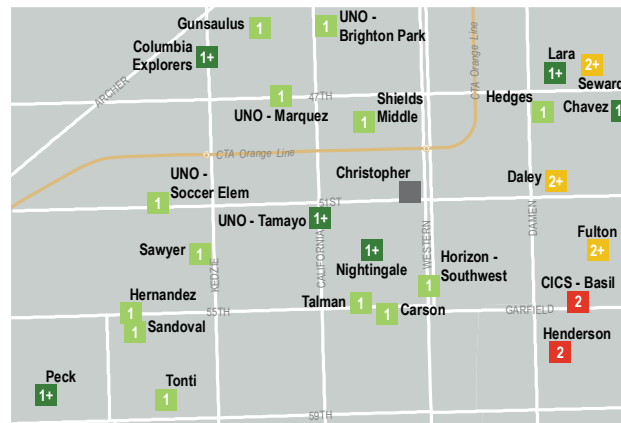 Gunsaulus
1
1
UNO -
Brighton Park
Columbia
Explorers
1+
CTA Orange Line
Lara
1+
2+
Seward
ARCHER
UNO - Marquez
1
47TH
Shields
Middle
1
Hedges
1
Chavez
1
CTA Orange Line
UNO -
Soccer Elem
1
Christopher
51ST
Daley
2+
UNO - Tamayo
1+
DAMEN
Sawyer
1
KEDZIE
CALIFORNIA
1+
Nightingale
WESTERN
Horizon -
Southwest
1
Fulton
2+
CICS - Basil
2
Hernandez
1
55TH
Talman
1
1
Carson
GARFIELD
1
Sandoval
Henderson
2
Peck
1+
Tonti
1
59TH